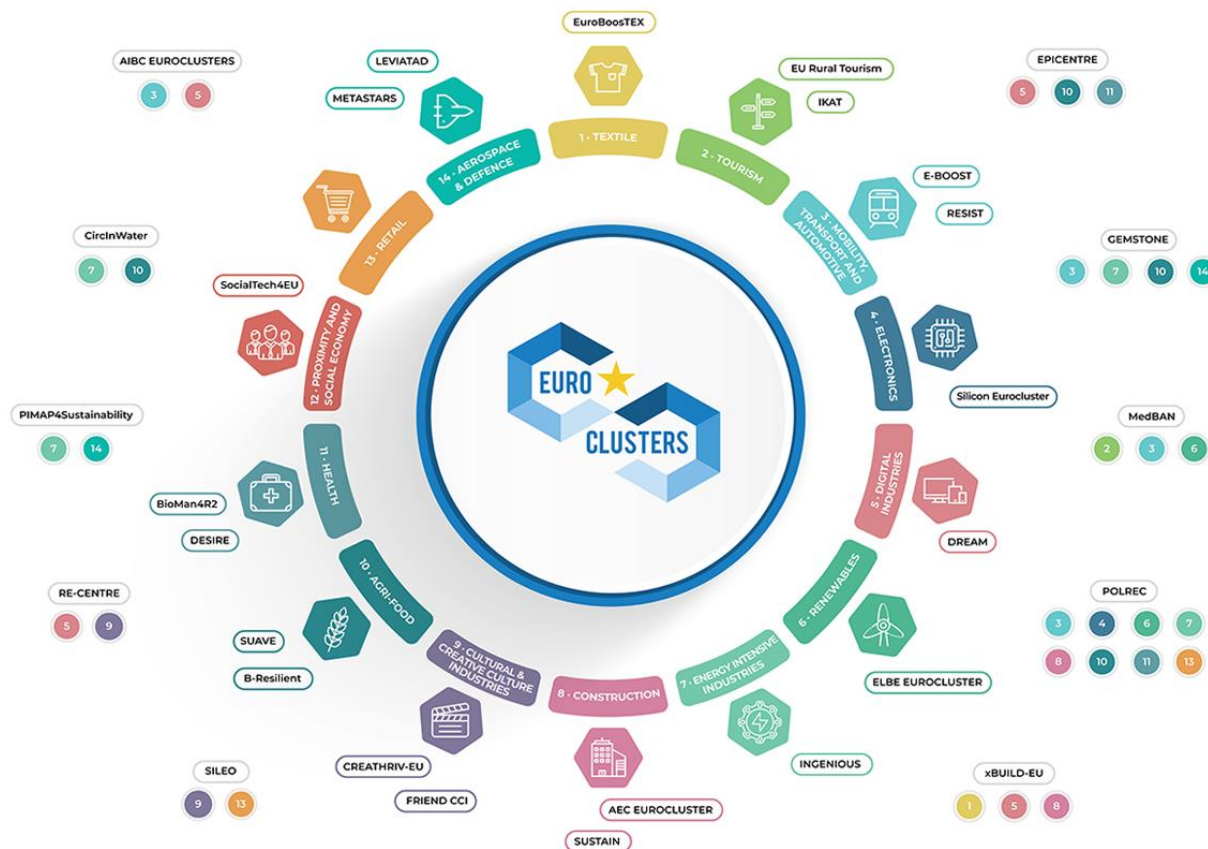 EuroBoosTEX
AIBC EUROCLUSTERS
3 5
LEVIATAD
METASTARS
EU Rural Tourism
IKAT
EPICENTRE
5 10 11
1 · TEXTILE
2 · TOURISM
14 · AEROSPACE
& DEFENCE
E-BOOST
RESIST
3 · MOBILITY,
TRANSPORT AND
AUTOMOTIVE
13 · RETAIL
CircInWater
7 10
GEMSTONE
3 7 10 14
SocialTech4EU
12 · PROXIMITY AND
SOCIAL ECONOMY
4 · ELECTRONICS
Silicon Eurocluster
EURO
CLUSTERS
PIMAP4Sustainability
7 14
MedBAN
2 3 6
11 · HEALTH
5 · DIGITAL
INDUSTRIES
BioMan4R2
DESIRE
DREAM
10 · AGRI-FOOD
6 · RENEWABLES
RE-CENTRE
5 9
POLREC
3 4 6 7
8 10 11 13
SUAVE
B-Resilient
9 · CULTURAL &
CREATIVE CULTURE
INDUSTRIES
8 · CONSTRUCTION
7 · ENERGY INTENSIVE
INDUSTRIES
ELBE EUROCLUSTER
CREATHRIV-EU
FRIEND CCI
INGENIOUS
SILEO
9 13
xBUILD-EU
1 5 8
AEC EUROCLUSTER
SUSTAIN